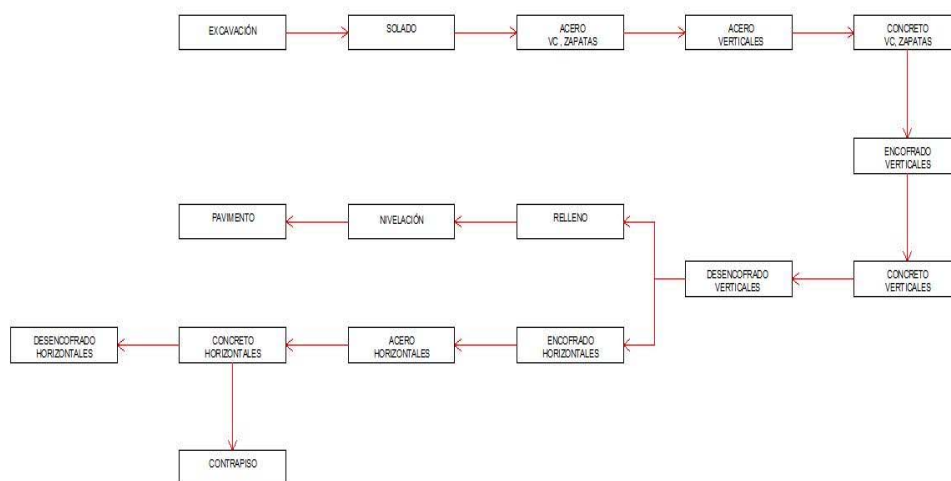 EXCAVACIÓN
SOLADO
ACERO
VC , ZAPATAS
ACERO
VERTICALES
CONCRETO
VC, ZAPATAS
ENCOFRADO
VERTICALES
PAVIMENTO
NIVELACIÓN
RELLENO
DESENCOFRADO
VERTICALES
CONCRETO
VERTICALES
DESENCOFRADO
HORIZONTALES
CONCRETO
HORIZONTALES
ACERO
HORIZONTALES
ENCOFRADO
HORIZONTALES
CONTRAPISO